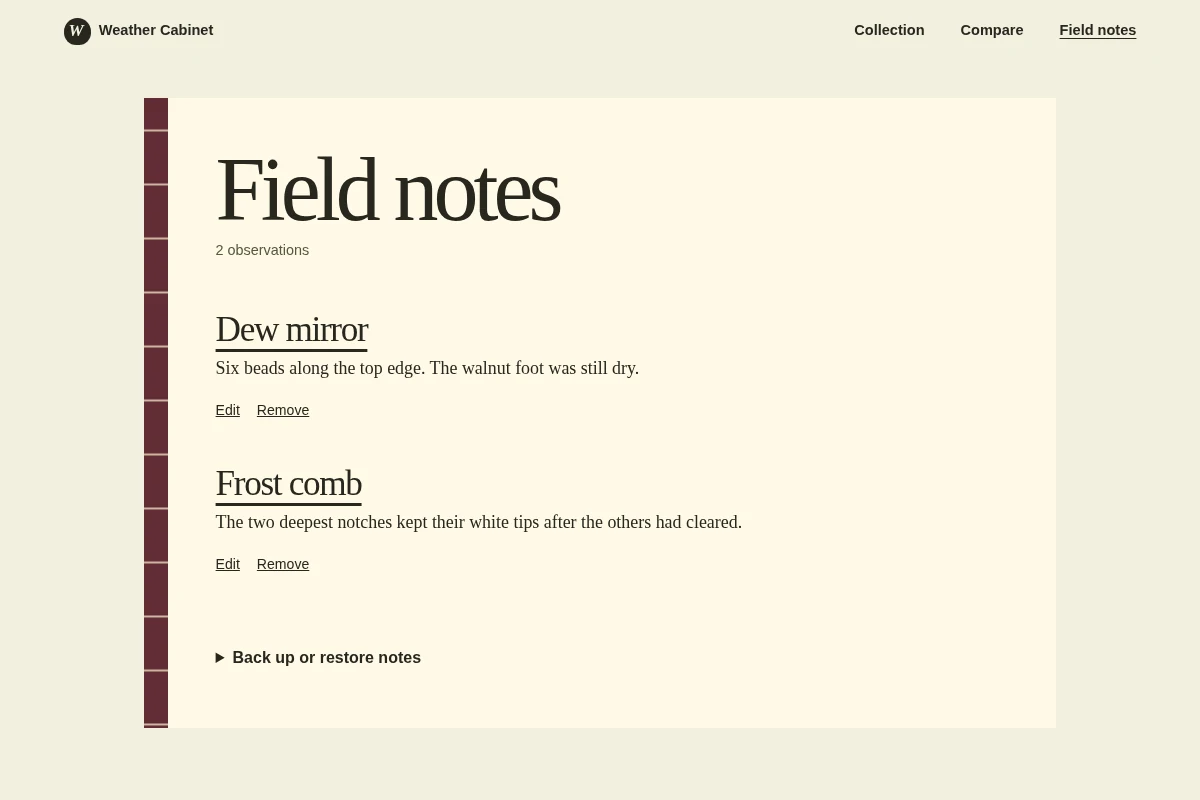 W Weather Cabinet
Collection Compare Field notes
Field notes
2 observations
Dew mirror
Six beads along the top edge. The walnut foot was still dry.
Edit Remove
Frost comb
The two deepest notches kept their white tips after the others had cleared.
Edit Remove
Back up or restore notes